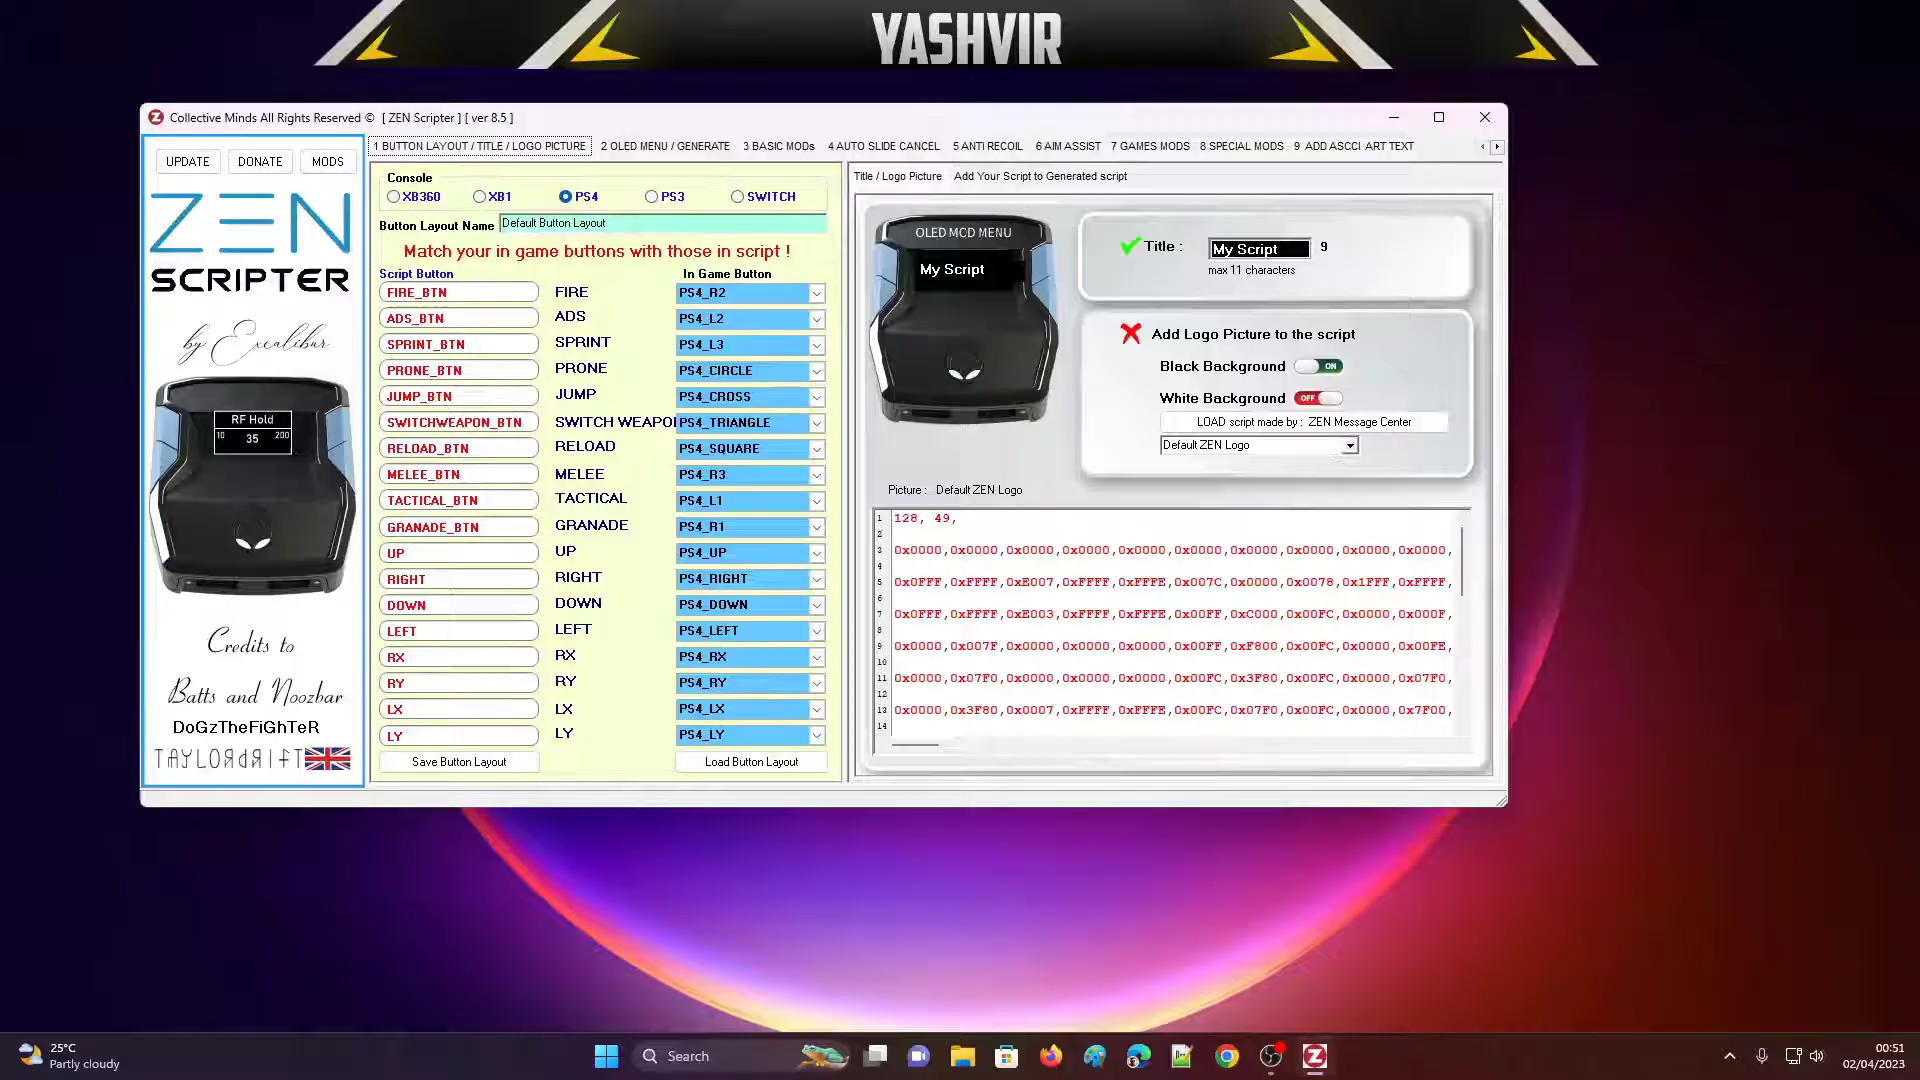 YASHVIR
Collective Minds All Rights Reserved © [ ZEN Scripter ] [ ver 8.5 ]
UPDATE DONATE MODS
1 BUTTON LAYOUT / TITLE / LOGO PICTURE 2 OLED MENU / GENERATE 3 BASIC MODs 4 AUTO SLIDE CANCEL 5 ANTI RECOIL 6 AIM ASSIST 7 GAMES MODS 8 SPECIAL MODS 9 ADD ASCCI ART TEXT
ZEN
SCRIPTER
by Excalibur
RF Hold
10 35 200
Credits to
Batts and Noozbar
DoGzTheFiGhTeR
TAYLORdRIFT
Console
XB360 XB1 PS4 PS3 SWITCH
Button Layout Name Default Button Layout
Match your in game buttons with those in script !
Script Button In Game Button
FIRE_BTN FIRE PS4_R2
ADS_BTN ADS PS4_L2
SPRINT_BTN SPRINT PS4_L3
PRONE_BTN PRONE PS4_CIRCLE
JUMP_BTN JUMP PS4_CROSS
SWITCHWEAPON_BTN SWITCH WEAPO PS4_TRIANGLE
RELOAD_BTN RELOAD PS4_SQUARE
MELEE_BTN MELEE PS4_R3
TACTICAL_BTN TACTICAL PS4_L1
GRANADE_BTN GRANADE PS4_R1
UP UP PS4_UP
RIGHT RIGHT PS4_RIGHT
DOWN DOWN PS4_DOWN
LEFT LEFT PS4_LEFT
RX RX PS4_RX
RY RY PS4_RY
LX LX PS4_LX
LY LY PS4_LY
Save Button Layout Load Button Layout
Title / Logo Picture Add Your Script to Generated script
OLED MOD MENU
My Script
Title : My Script 9
max 11 characters
Add Logo Picture to the script
Black Background ON
White Background OFF
LOAD script made by : ZEN Message Center
Default ZEN Logo
Picture : Default ZEN Logo
1 128, 49,
2
3 0x0000,0x0000,0x0000,0x0000,0x0000,0x0000,0x0000,0x0000,0x0000,0x0000,
4
5 0x0FFF,0xFFFF,0xE007,0xFFFF,0xFFFE,0x007C,0x0000,0x0078,0x1FFF,0xFFFF,
6
7 0x0FFF,0xFFFF,0xE003,0xFFFF,0xFFFE,0x00FF,0xC000,0x00FC,0x0000,0x000F,
8
9 0x0000,0x007F,0x0000,0x0000,0x0000,0x00FF,0xF800,0x00FC,0x0000,0x00FE,
10
11 0x0000,0x07F0,0x0000,0x0000,0x0000,0x00FC,0x3F80,0x00FC,0x0000,0x07F0,
12
13 0x0000,0x3F80,0x0007,0xFFFF,0xFFFE,0x00FC,0x07F0,0x00FC,0x0000,0x7F00,
14
25°C
Partly cloudy
Search
00:51
02/04/2023